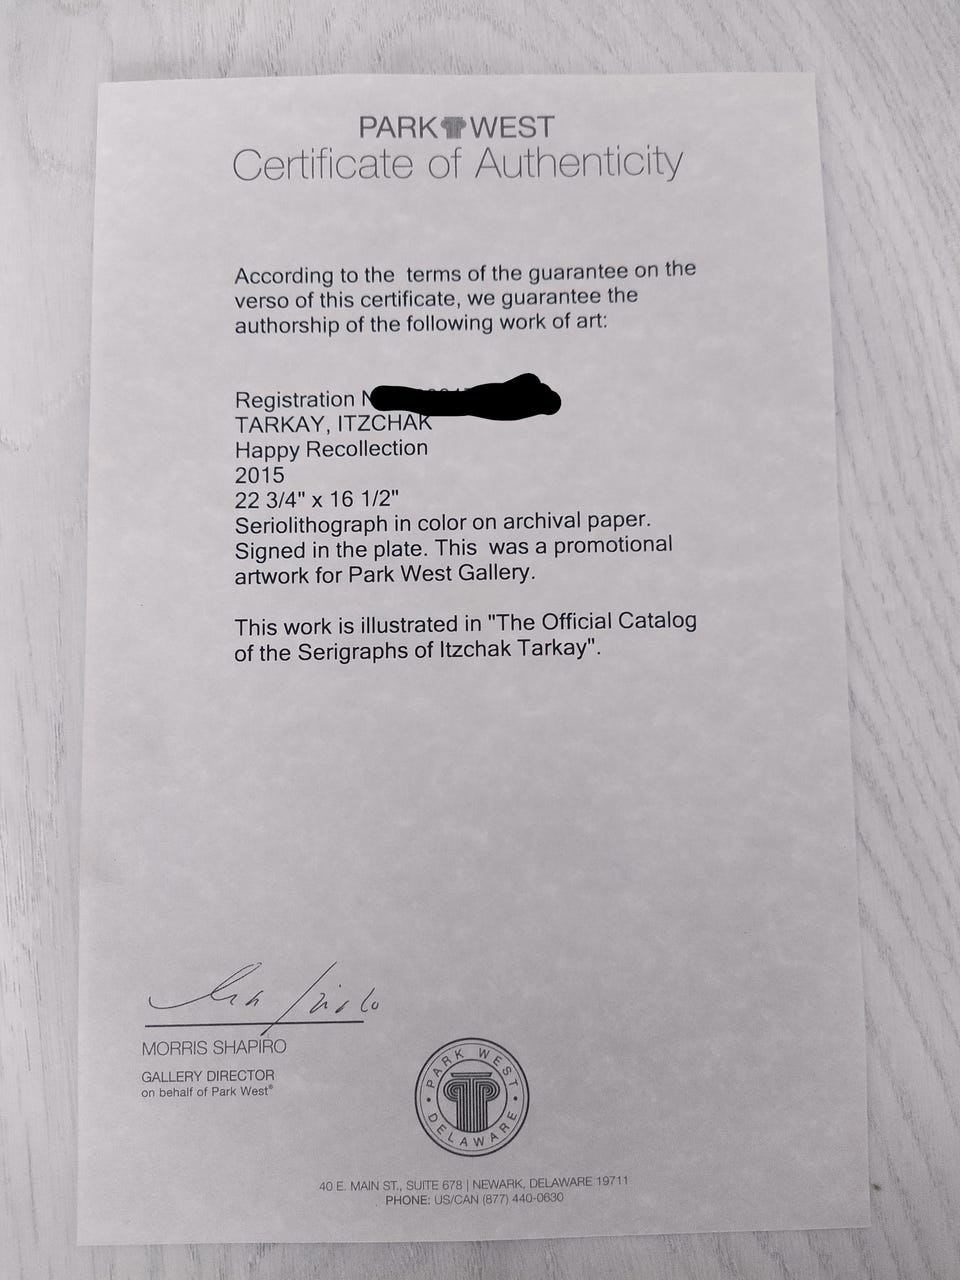 PARK WEST
Certificate of Authenticity
According to the terms of the guarantee on the
verso of this certificate, we guarantee the
authorship of the following work of art:
Registration
TARKAY, ITZCHAK
Happy Recollection
2015
22 3/4" x 16 1/2"
Seriolithograph in color on archival paper.
Signed in the plate. This was a promotional
artwork for Park West Gallery.
This work is illustrated in "The Official Catalog
of the Serigraphs of Itzchak Tarkay".
MORRIS SHAPIRO
GALLERY DIRECTOR
on behalf of Park West®
PARK WEST
DELAWARE
40 E. MAIN ST., SUITE 678 | NEWARK, DELAWARE 19711
PHONE: US/CAN (877) 440-0630